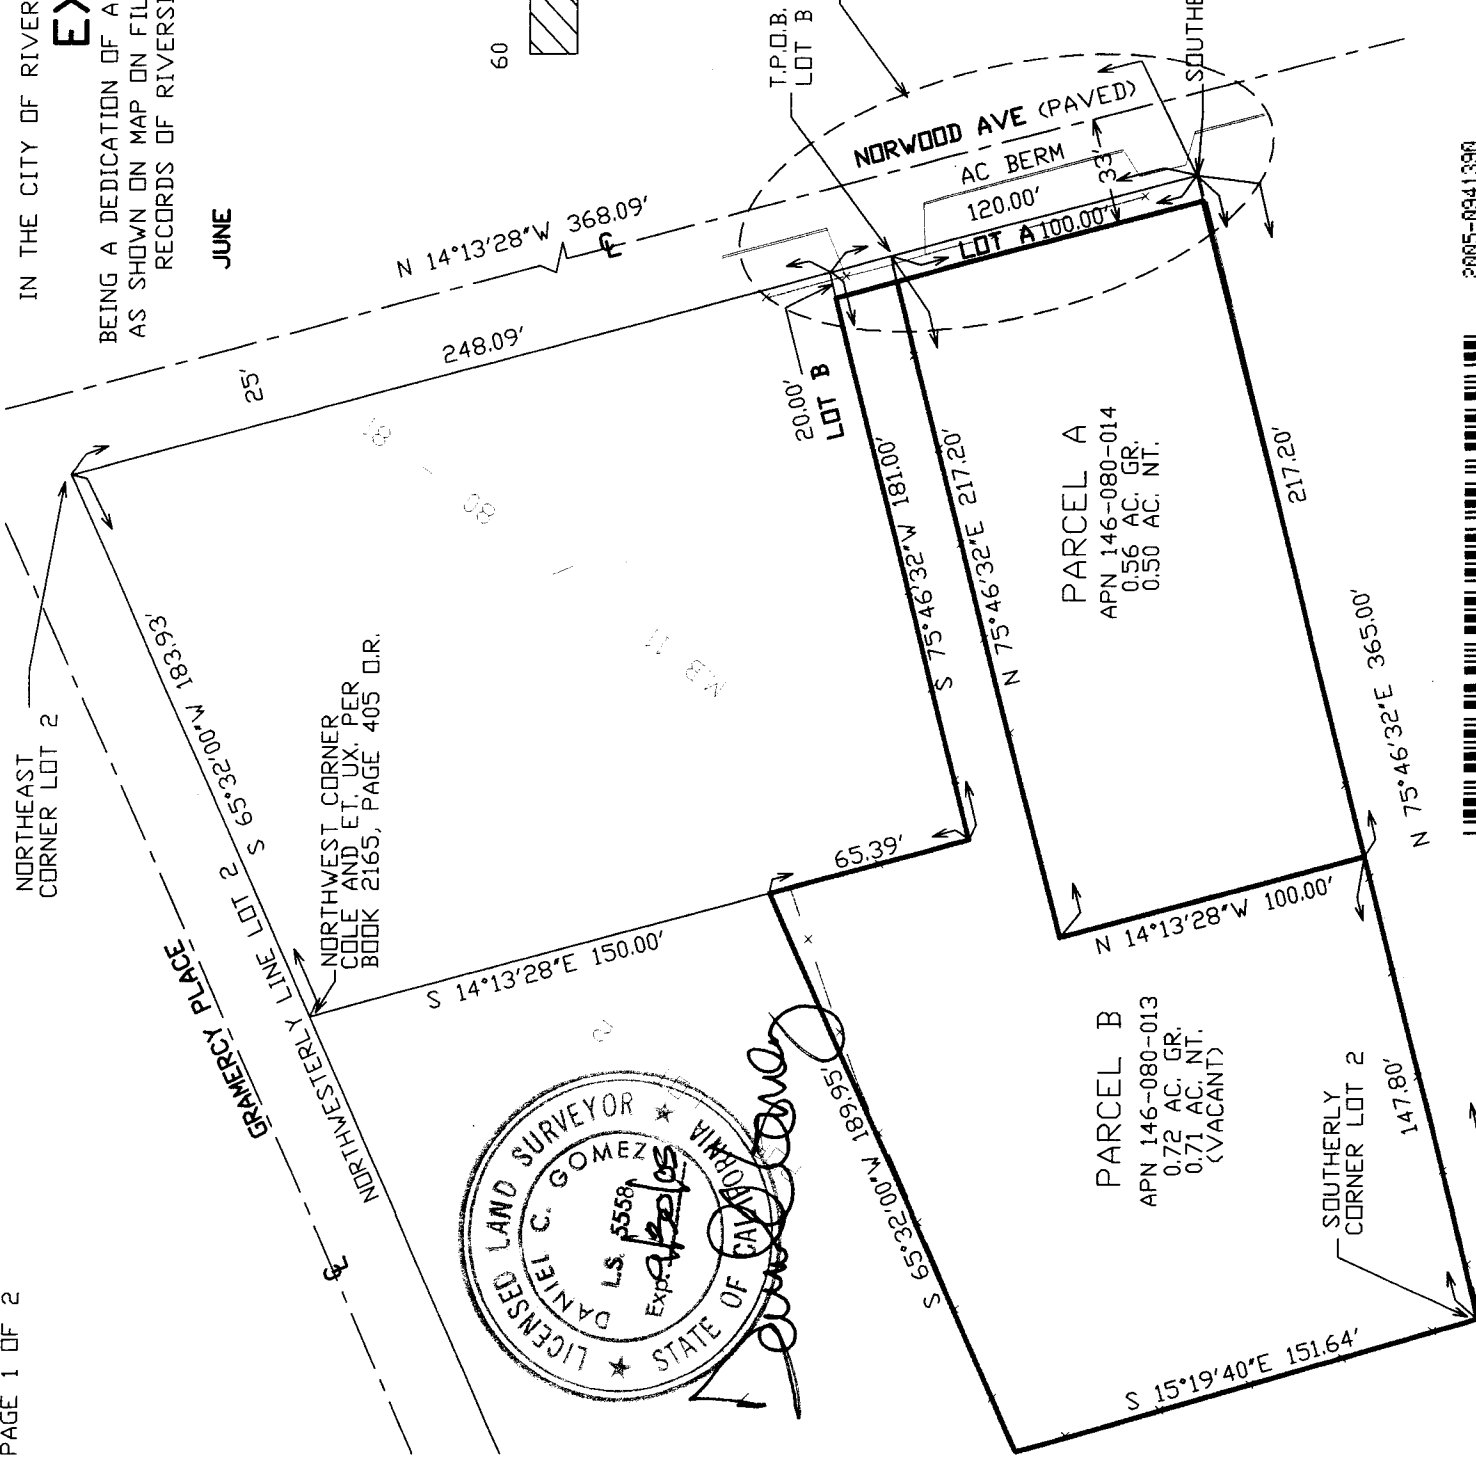 PAGE 1 OF 2
IN THE CITY OF RIVER
EX
BEING A DEDICATION OF A
AS SHOWN ON MAP ON FIL
RECORDS OF RIVERSI
JUNE
60
NORTHEAST
CORNER LOT 2
25'
N 14°13'28"W 368.09'
248.09'
S 65°32'00"W 183.93'
GRAMERCY PLACE
NORTHWESTERLY LINE LOT 2
NORTHWEST CORNER
COLE AND ET. UX. PER
BOOK 2165, PAGE 405 O.R.
S 14°13'28"E 150.00'
M.B. 11
65.39'
T.P.O.B.
LOT B
NORWOOD AVE (PAVED)
AC BERM
33'
120.00'
LOT A 100.00'
20.00'
LOT B
S 75°46'32"W 181.00'
N 75°46'32"E 217.20'
PARCEL A
APN 146-080-014
0.56 AC. GR.
0.50 AC. NT.
217.20'
N 75°46'32"E 365.00'
N 14°13'28"W 100.00'
SOUTHE
LICENSED LAND SURVEYOR
DANIEL C. GOMEZ
L.S. 5558
Exp. 9/30/05
STATE OF CALIFORNIA
S 65°32'00"W 189.95'
PARCEL B
APN 146-080-013
0.72 AC. GR.
0.71 AC. NT.
(VACANT)
SOUTHERLY
CORNER LOT 2
147.80'
S 15°19'40"E 151.64'
2005-0941390